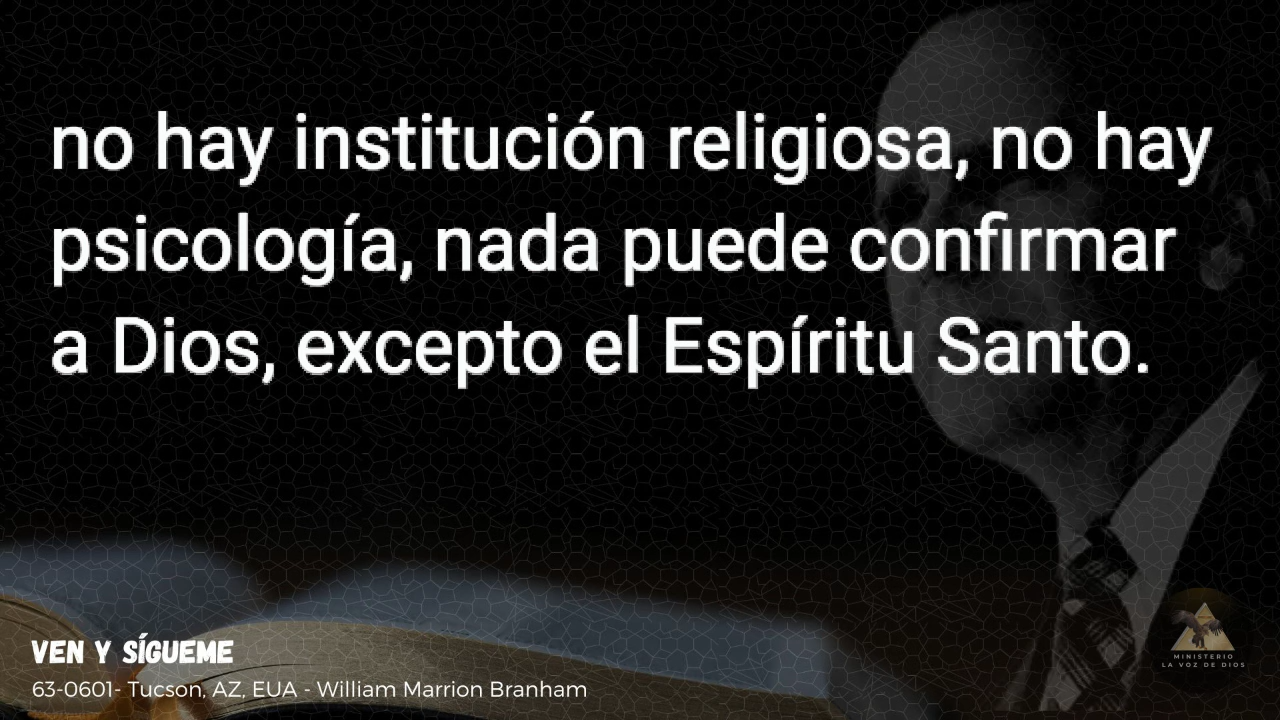 no hay institución religiosa, no hay
psicología, nada puede confirmar
a Dios, excepto el Espíritu Santo.
VEN Y SÍGUEME
63-0601- Tucson, AZ, EUA - William Marrion Branham
MINISTERIO
LA VOZ DE DIOS